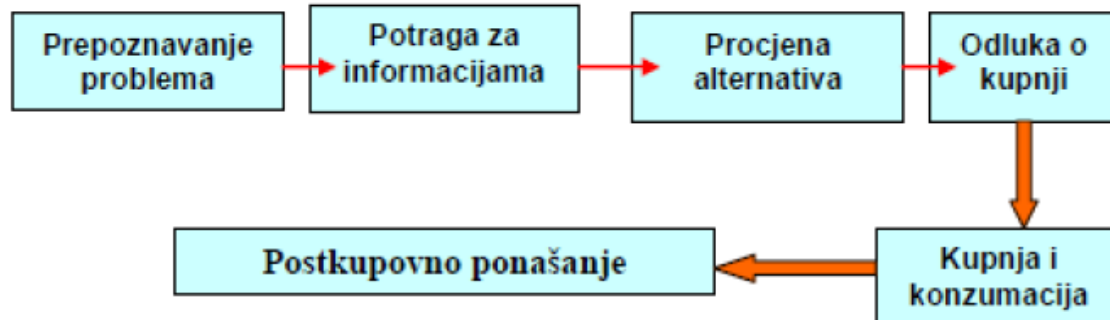 Prepoznavanje
problema
Potraga za
informacijama
Procjena
alternativa
Odluka o
kupnji
Kupnja i
konzumacija
Postkupovno ponašanje